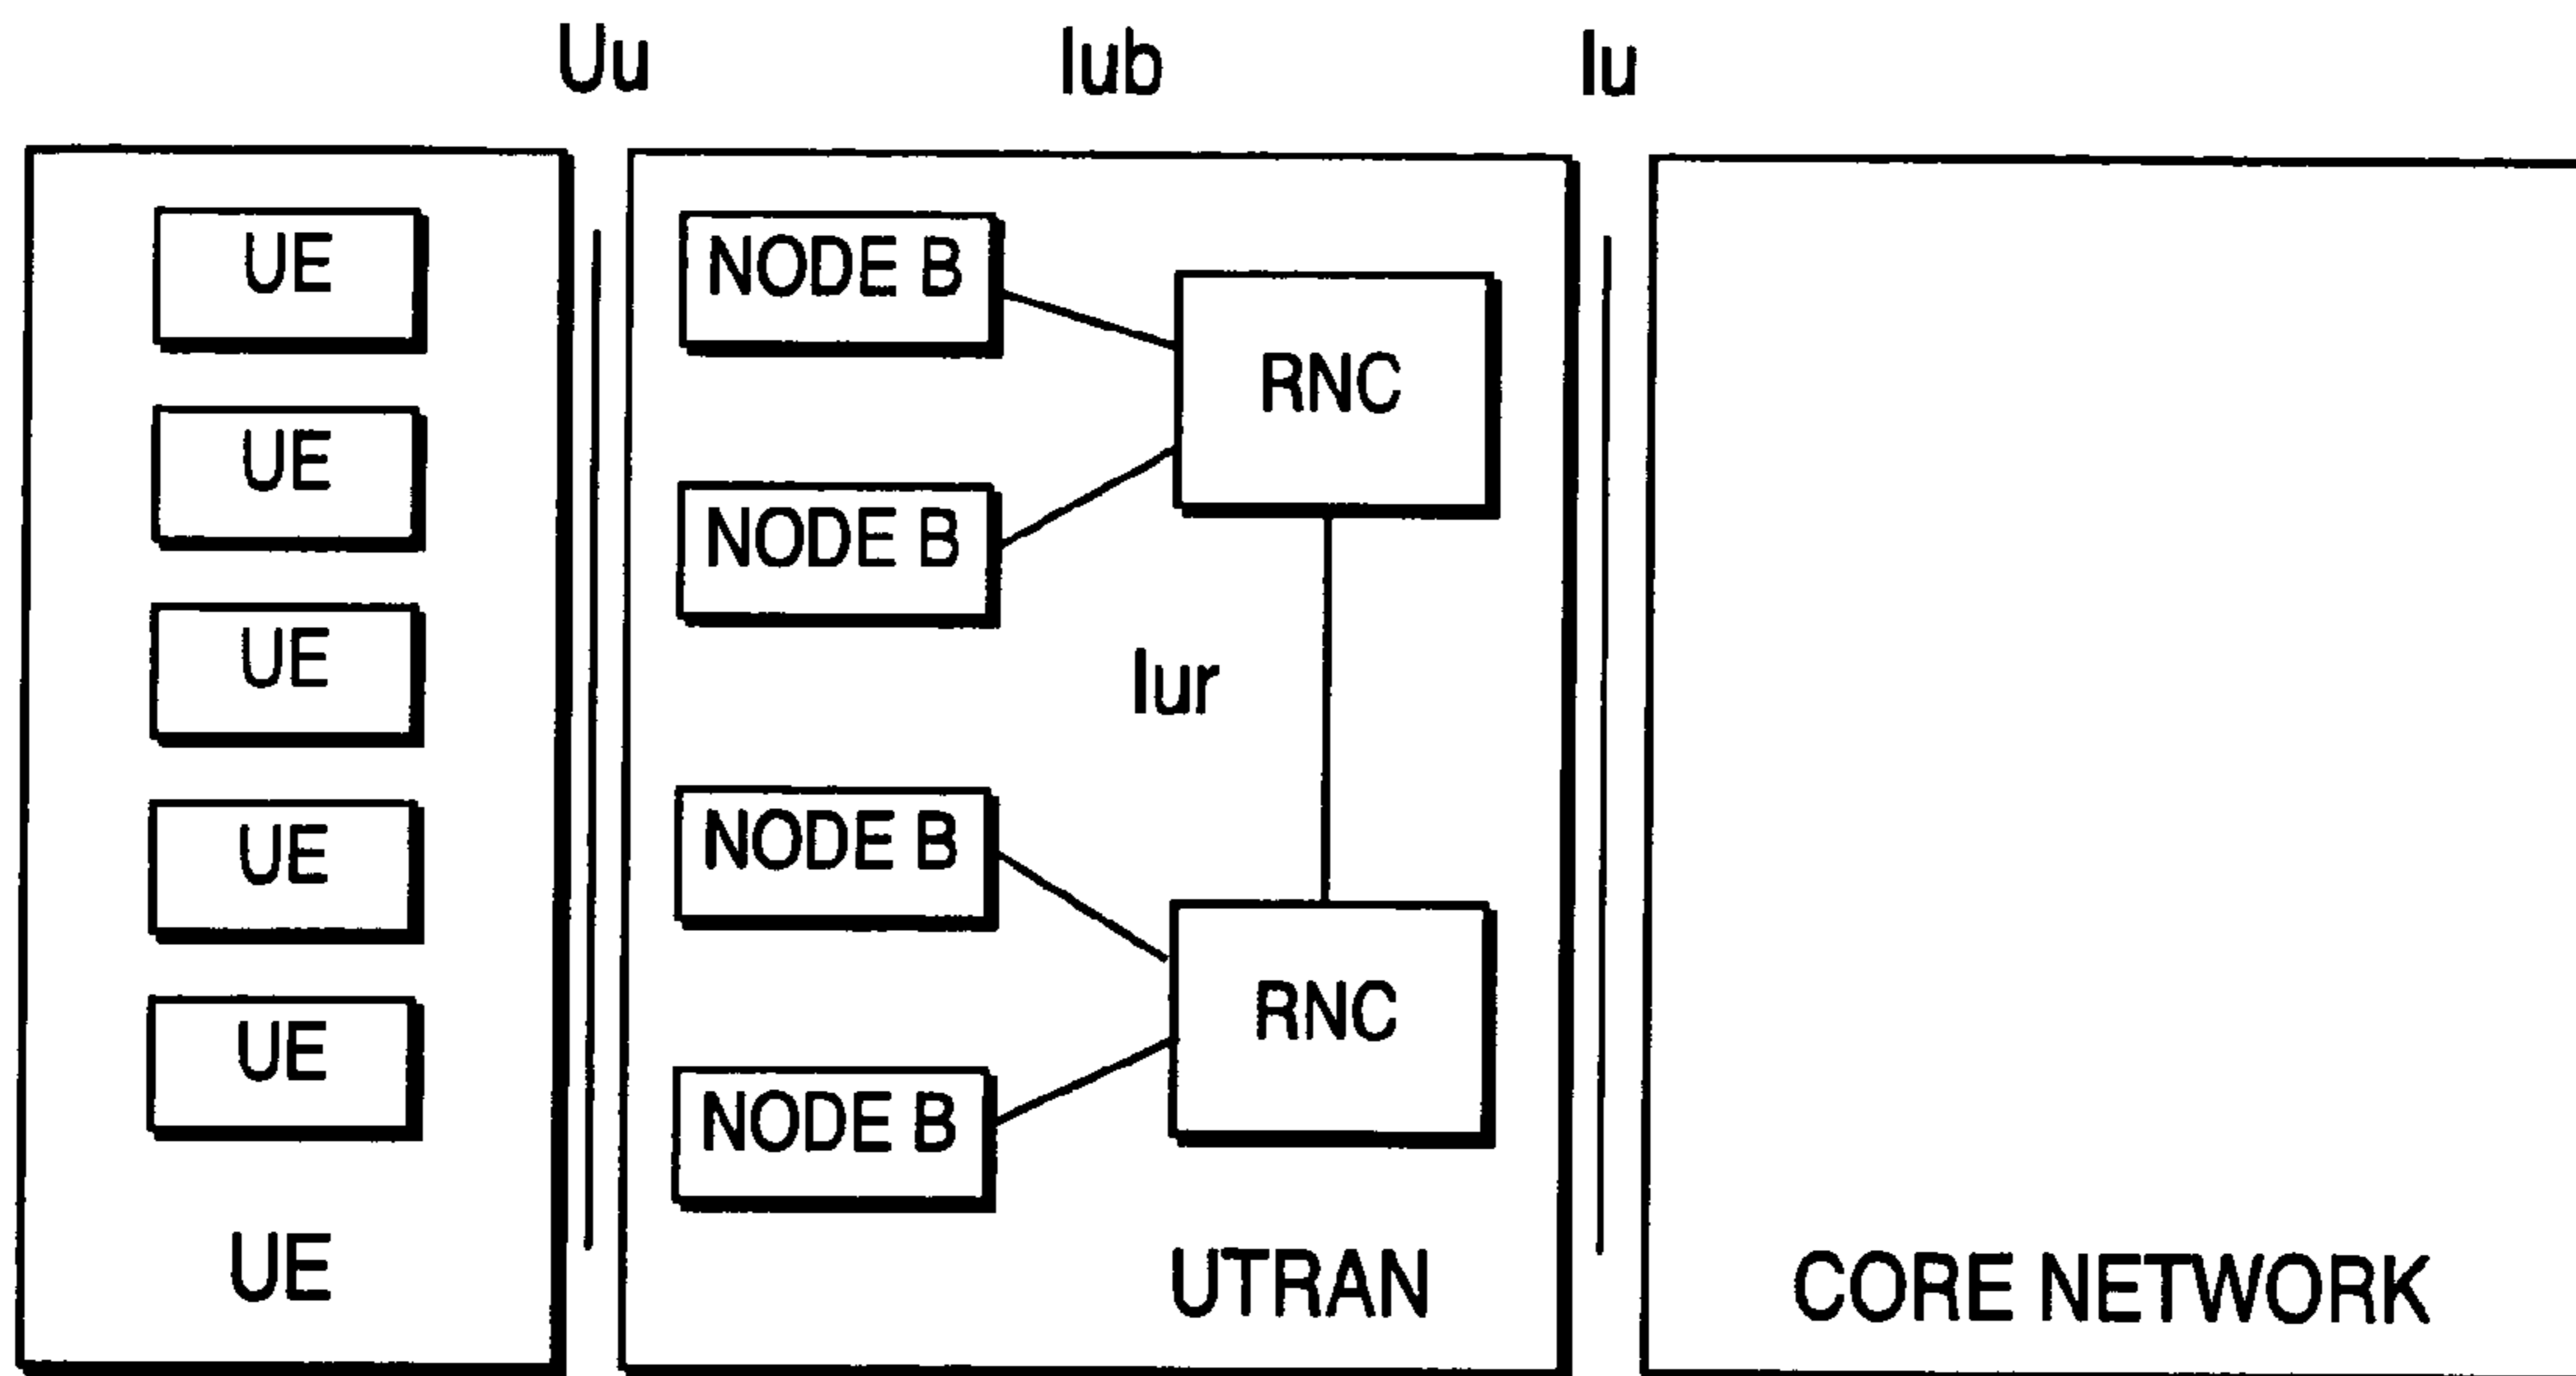 Uu
Iub
Iu
UE
UE
UE
UE
UE
UE
NODE B
NODE B
NODE B
NODE B
RNC
Iur
RNC
UTRAN
CORE NETWORK